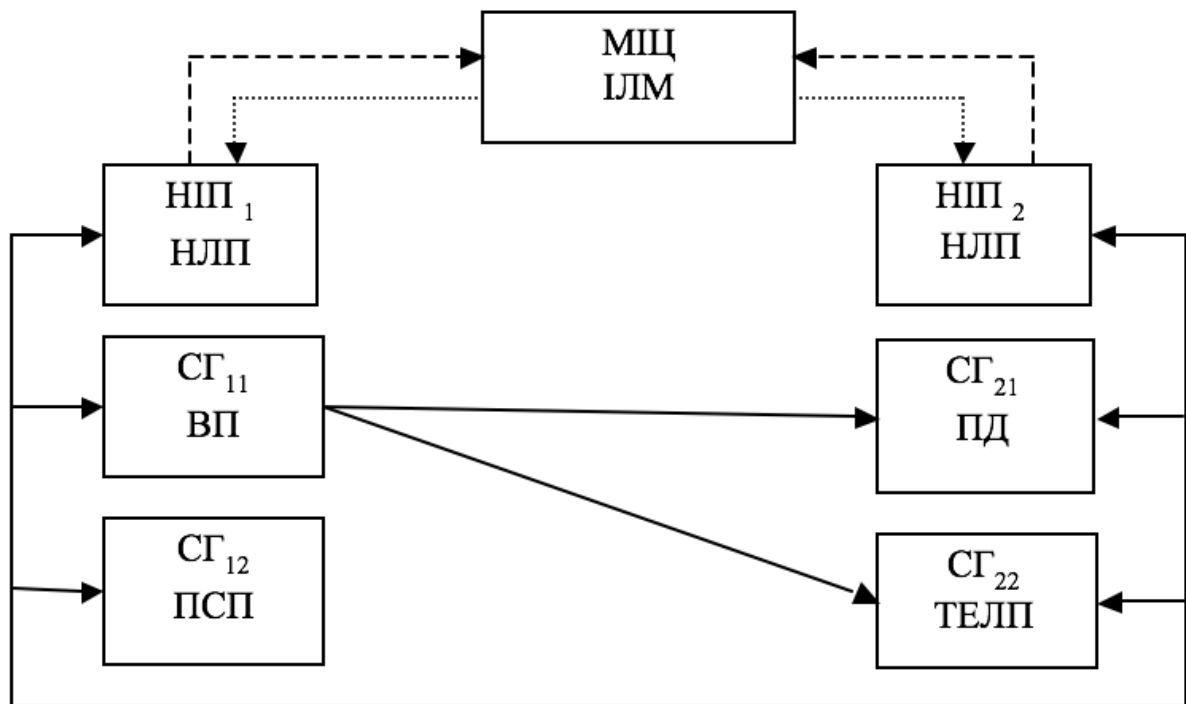 МІЦ
ІЛМ
НІП 1
НЛП
НІП 2
НЛП
СГ11
ВП
СГ21
ПД
СГ12
ПСП
СГ22
ТЕЛП